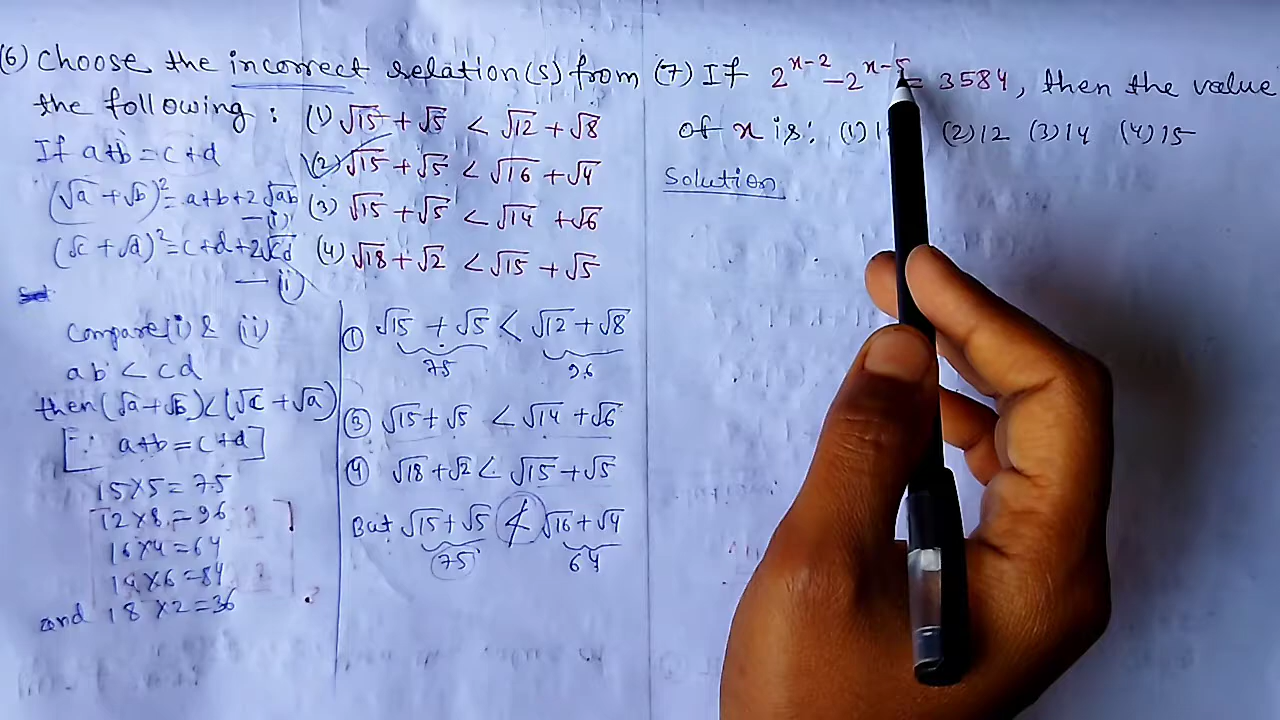 (6) Choose the incorrect relation(s) from
the following : (1) √15 + √5 < √12 + √8
If a+b = c+d
(2) √15 + √5 < √16 + √4
(√a + √b)² = a+b+2√ab
—(i)
(3) √15 + √5 < √14 + √6
(√c + √d)² = c+d+2√cd
—(i)
(4) √18 + √2 < √15 + √5
Compare (i) & (ii)
ab < cd
then (√a+√b) < (√c + √a)
[∵ a+b = c+d]
15×5 = 75
12×8 = 96
16×4 = 64
14×6 = 84
and 18×2 = 36
① √15 + √5 < √12 + √8
75 96
③ √15 + √5 < √14 + √6
④ √18 + √2 < √15 + √5
But √15 + √5 ≮ √16 + √4
75 64
(7) If 2^{x-2} - 2^{x-5} = 3584, then the value
of x is: (1) (2) 12 (3) 14 (4) 15
Solution